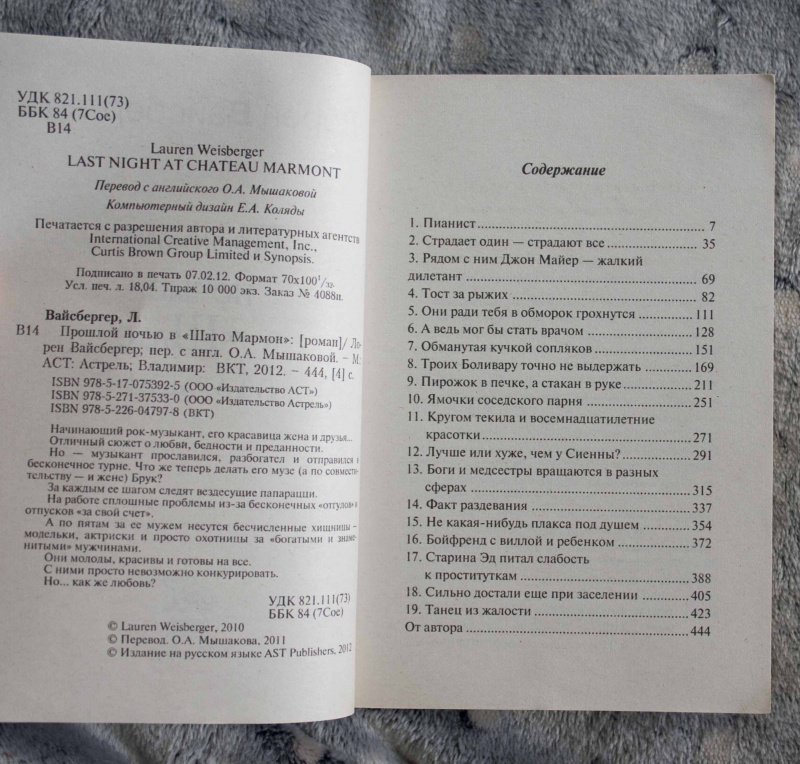 УДК 821.111(73)
ББК 84 (7Сое)
В14
Lauren Weisberger
LAST NIGHT AT CHATEAU MARMONT
Перевод с английского О.А. Мышаковой
Компьютерный дизайн Е.А. Коляды
Печатается с разрешения автора и литературных агентств
International Creative Management, Inc.,
Curtis Brown Group Limited и Synopsis.
Подписано в печать 07.02.12. Формат 70x100 1/32.
Усл. печ. л. 18,04. Тираж 10 000 экз. Заказ № 4088и.
Вайсбергер, Л.
В14 Прошлой ночью в «Шато Мармон»: [роман]/ Ло-
рен Вайсбергер; пер. с англ. О.А. Мышаковой. – М:
АСТ: Астрель; Владимир: ВКТ, 2012. – 444, [4] с.
ISBN 978-5-17-075392-5 (ООО «Издательство АСТ»)
ISBN 978-5-271-37533-0 (ООО «Издательство Астрель»)
ISBN 978-5-226-04797-8 (ВКТ)
Начинающий рок-музыкант, его красавица жена и друзья...
Отличный сюжет о любви, бедности и преданности.
Но — музыкант прославился, разбогател и отправился в
бесконечное турне. Что же теперь делать его музе (а по совмести-
тельству — и жене) Брук?
За каждым ее шагом следят вездесущие папарацци.
На работе сплошные проблемы из-за бесконечных «отгулов» и
отпусков «за свой счет».
А по пятам за ее мужем несутся бесчисленные хищницы –
модельки, актриски и просто охотницы за «богатыми и знаме-
нитыми» мужчинами.
Они молоды, красивы и готовы на все.
С ними просто невозможно конкурировать.
Но... как же любовь?
УДК 821.111(73)
ББК 84 (7Сое)
© Lauren Weisberger, 2010
© Перевод. О.А. Мышакова, 2011
© Издание на русском языке AST Publishers, 2012
Содержание
1. Пианист 7
2. Страдает один — страдают все 35
3. Рядом с ним Джон Майер — жалкий
дилетант 69
4. Тост за рыжих 82
5. Они ради тебя в обморок грохнутся 111
6. А ведь мог бы стать врачом 128
7. Обманутая кучкой сопляков 151
8. Троих Боливару точно не выдержать 169
9. Пирожок в печке, а стакан в руке 211
10. Ямочки соседского парня 251
11. Кругом текила и восемнадцатилетние
красотки 271
12. Лучше или хуже, чем у Сиенны? 291
13. Боги и медсестры вращаются в разных
сферах 315
14. Факт раздевания 337
15. Не какая-нибудь плакса под душем 354
16. Бойфренд с виллой и ребенком 372
17. Старина Эд питал слабость
к проституткам 388
18. Сильно достали еще при заселении 405
19. Танец из жалости 423
От автора 444